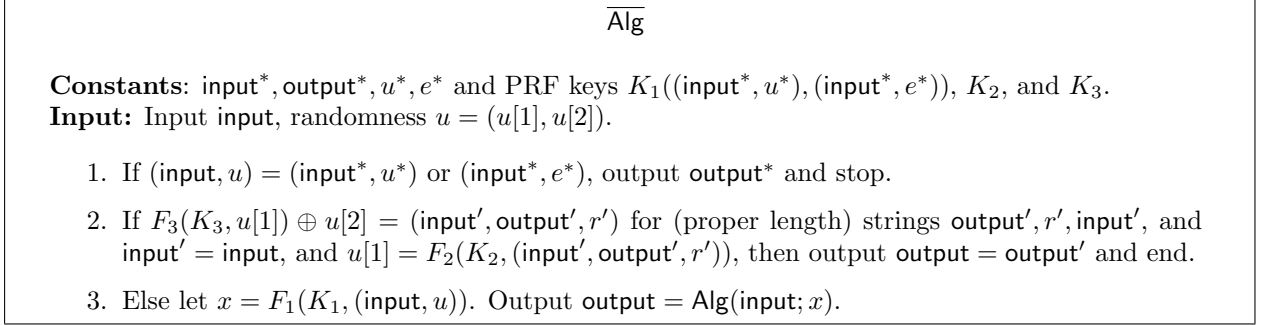 Alg
Constants: input*, output*, u*, e* and PRF keys K₁((input*, u*), (input*, e*)), K₂, and K₃.
Input: Input input, randomness u = (u[1], u[2]).
1. If (input, u) = (input*, u*) or (input*, e*), output output* and stop.
2. If F₃(K₃, u[1]) ⊕ u[2] = (input′, output′, r′) for (proper length) strings output′, r′, input′, and
input′ = input, and u[1] = F₂(K₂, (input′, output′, r′)), then output output = output′ and end.
3. Else let x = F₁(K₁, (input, u)). Output output = Alg(input; x).